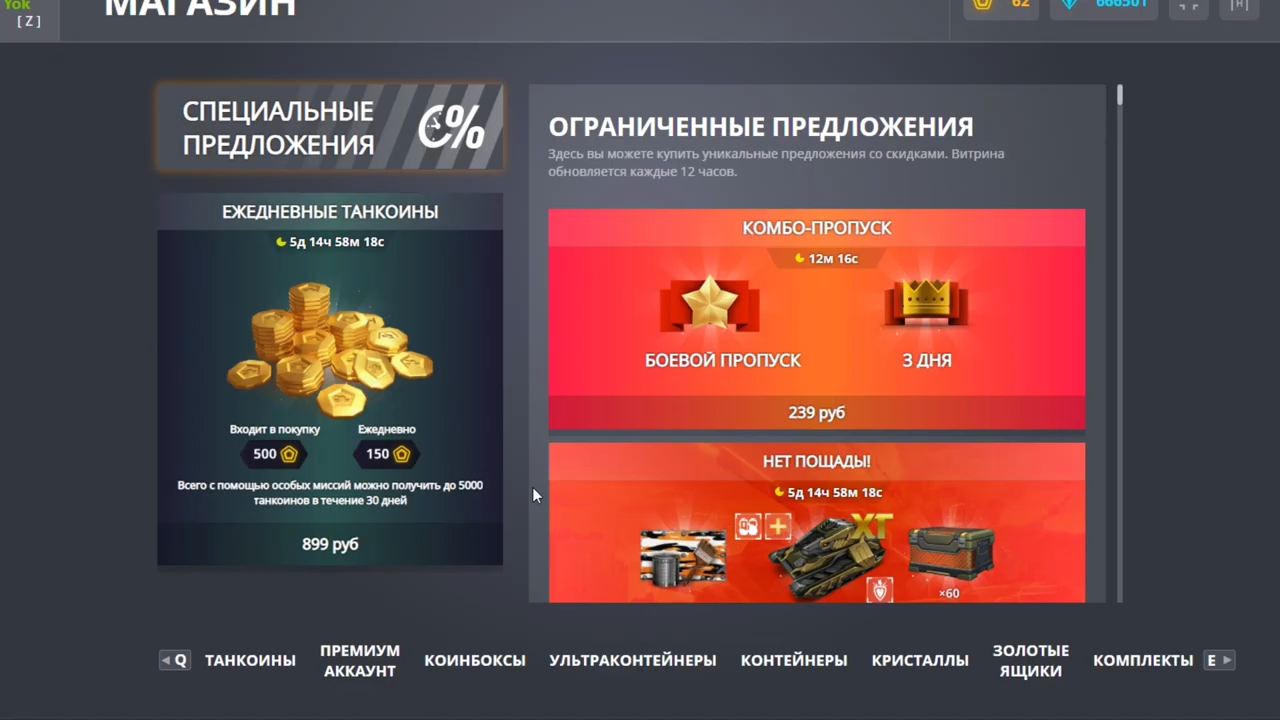 Yok
[ Z ]
МАГАЗИН
62
666501
[H]
СПЕЦИАЛЬНЫЕ
ПРЕДЛОЖЕНИЯ
%
ЕЖЕДНЕВНЫЕ ТАНКОИНЫ
5д 14ч 58м 18с
Входит в покупку
Ежедневно
500
150
Всего с помощью особых миссий можно получить до 5000
танкоинов в течение 30 дней
899 руб
ОГРАНИЧЕННЫЕ ПРЕДЛОЖЕНИЯ
Здесь вы можете купить уникальные предложения со скидками. Витрина
обновляется каждые 12 часов.
КОМБО-ПРОПУСК
12м 16с
БОЕВОЙ ПРОПУСК
3 ДНЯ
239 руб
НЕТ ПОЩАДЫ!
5д 14ч 58м 18с
XT
×60
Q
ТАНКОИНЫ
ПРЕМИУМ
АККАУНТ
КОИНБОКСЫ
УЛЬТРАКОНТЕЙНЕРЫ
КОНТЕЙНЕРЫ
КРИСТАЛЛЫ
ЗОЛОТЫЕ
ЯЩИКИ
КОМПЛЕКТЫ
E